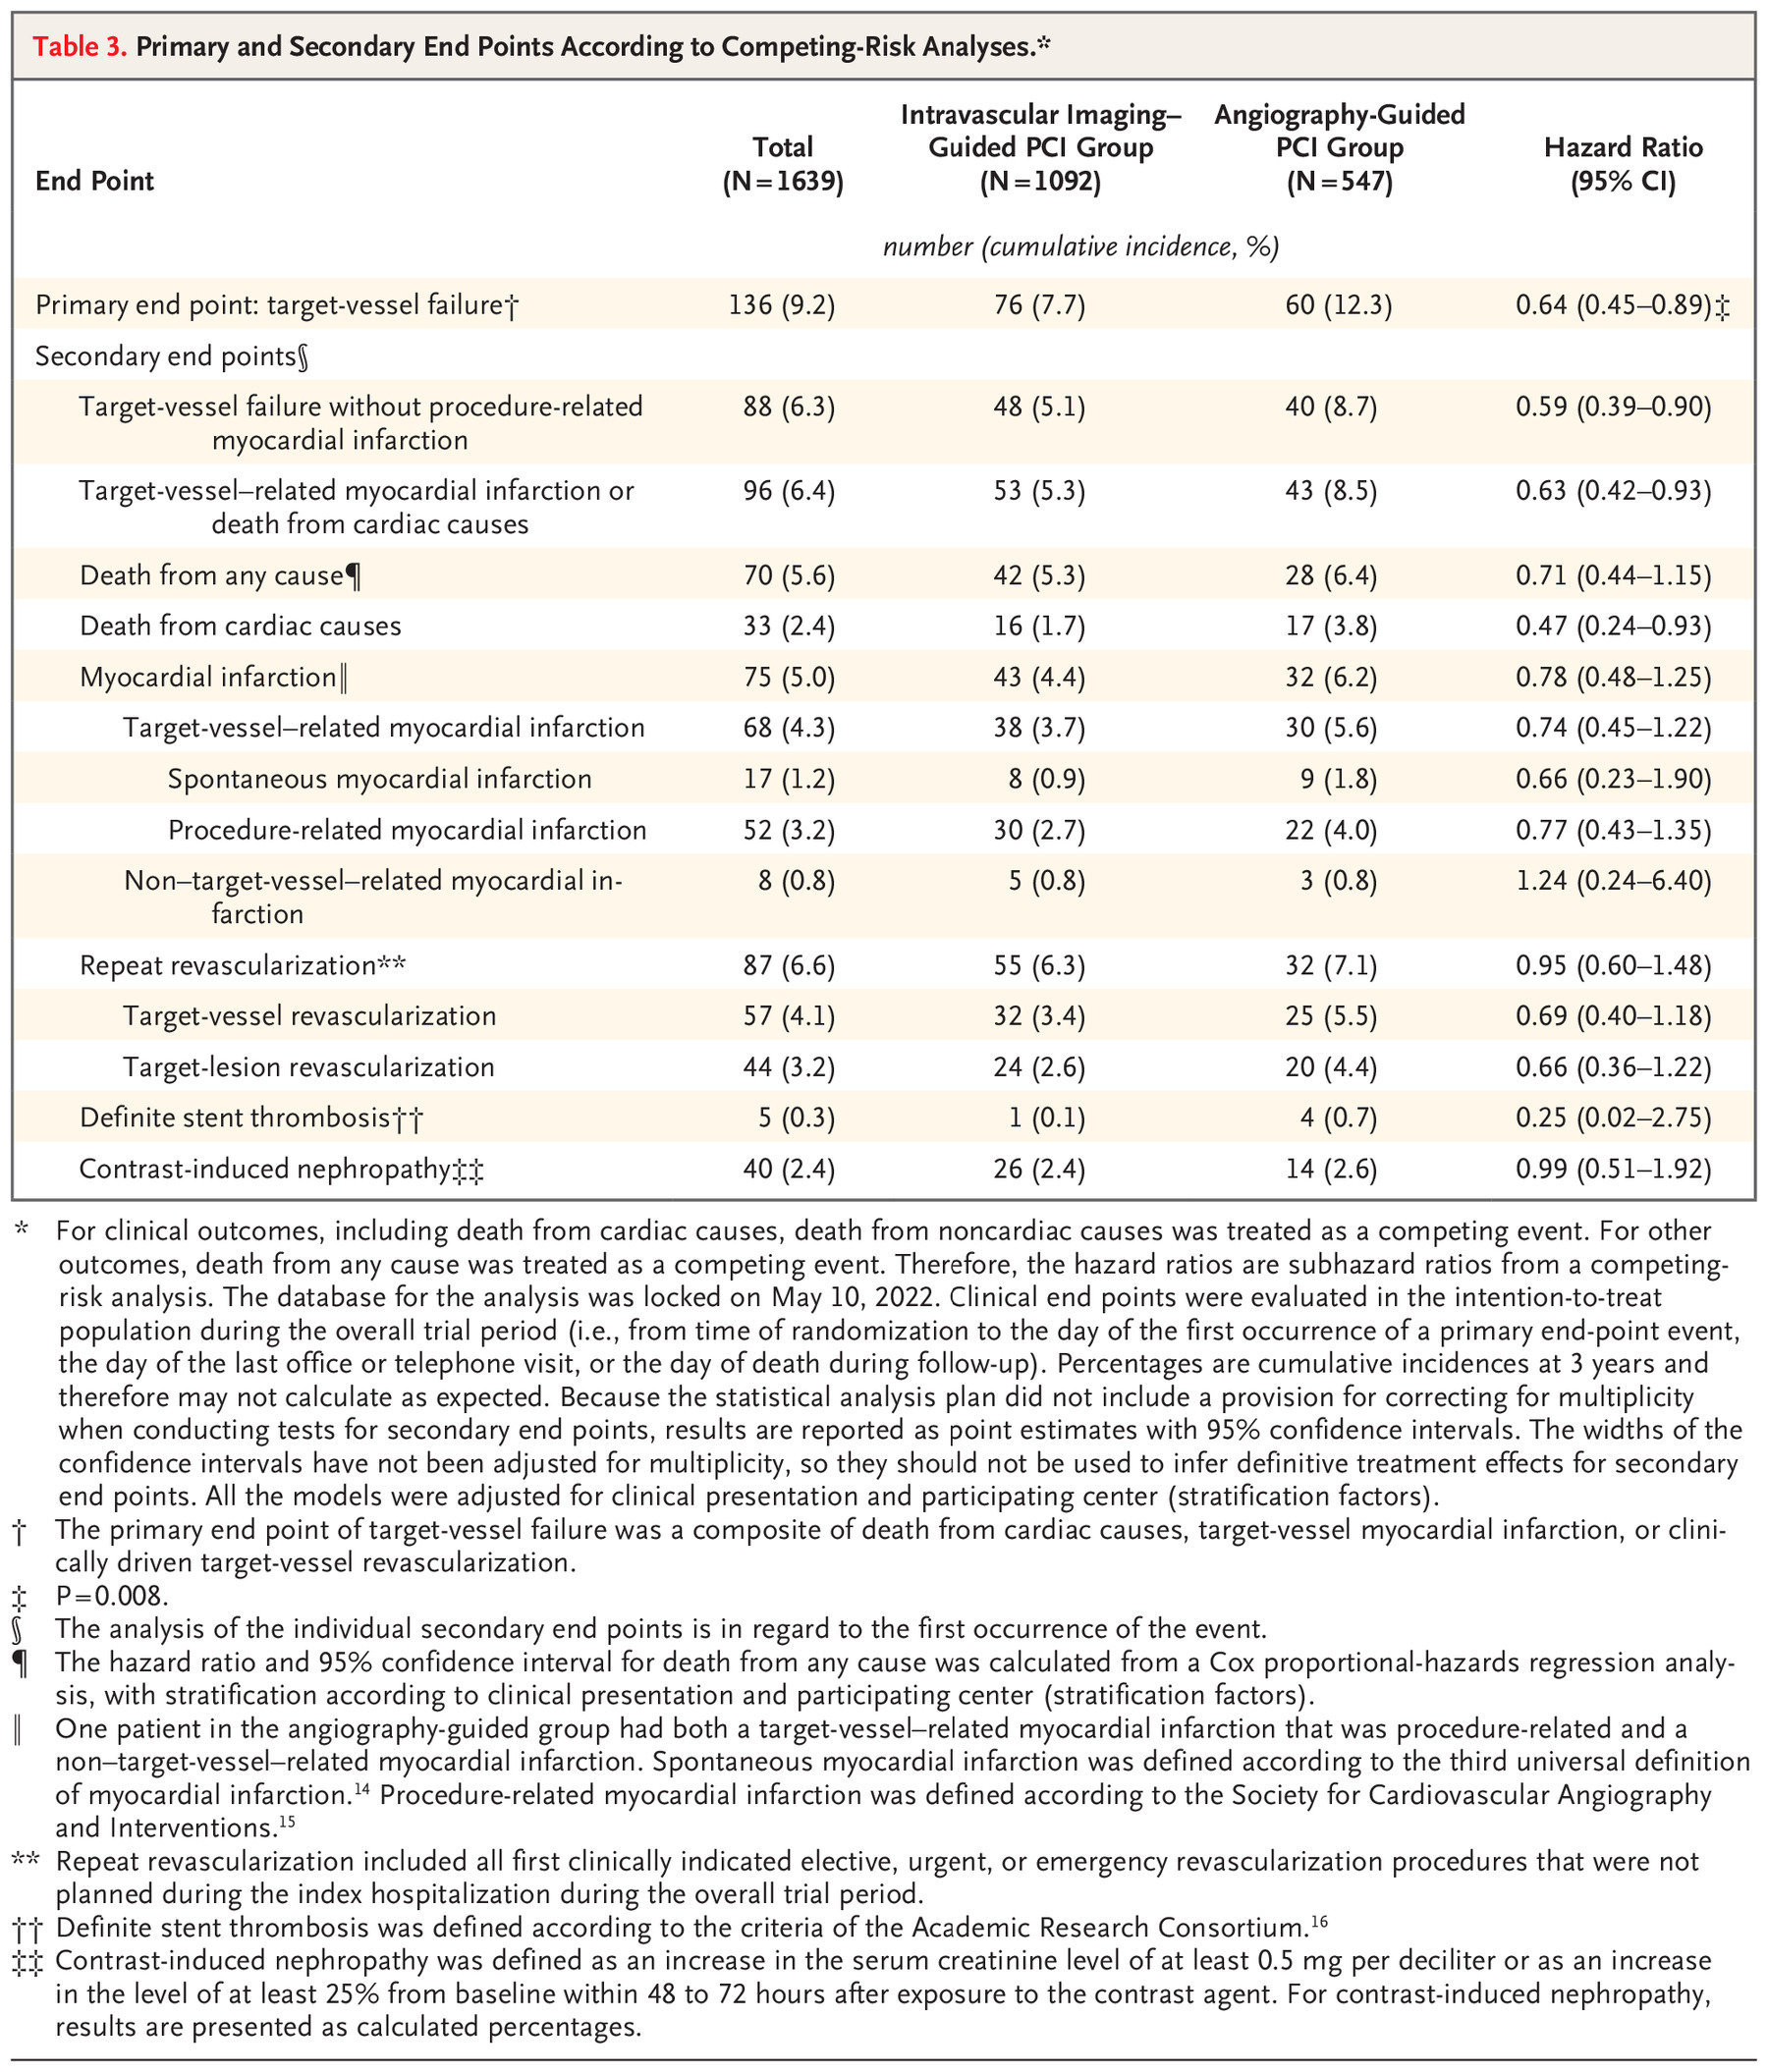 Table 3. Primary and Secondary End Points According to Competing-Risk Analyses.*
End Point
Total
(N=1639)
Intravascular Imaging–
Guided PCI Group
(N=1092)
Angiography-Guided
PCI Group
(N=547)
Hazard Ratio
(95% CI)
number (cumulative incidence, %)
Primary end point: target-vessel failure† 136 (9.2) 76 (7.7) 60 (12.3) 0.64 (0.45–0.89)‡
Secondary end points§
Target-vessel failure without procedure-related 88 (6.3) 48 (5.1) 40 (8.7) 0.59 (0.39–0.90)
myocardial infarction
Target-vessel–related myocardial infarction or 96 (6.4) 53 (5.3) 43 (8.5) 0.63 (0.42–0.93)
death from cardiac causes
Death from any cause¶ 70 (5.6) 42 (5.3) 28 (6.4) 0.71 (0.44–1.15)
Death from cardiac causes 33 (2.4) 16 (1.7) 17 (3.8) 0.47 (0.24–0.93)
Myocardial infarction‖ 75 (5.0) 43 (4.4) 32 (6.2) 0.78 (0.48–1.25)
Target-vessel–related myocardial infarction 68 (4.3) 38 (3.7) 30 (5.6) 0.74 (0.45–1.22)
Spontaneous myocardial infarction 17 (1.2) 8 (0.9) 9 (1.8) 0.66 (0.23–1.90)
Procedure-related myocardial infarction 52 (3.2) 30 (2.7) 22 (4.0) 0.77 (0.43–1.35)
Non–target-vessel–related myocardial in- 8 (0.8) 5 (0.8) 3 (0.8) 1.24 (0.24–6.40)
farction
Repeat revascularization** 87 (6.6) 55 (6.3) 32 (7.1) 0.95 (0.60–1.48)
Target-vessel revascularization 57 (4.1) 32 (3.4) 25 (5.5) 0.69 (0.40–1.18)
Target-lesion revascularization 44 (3.2) 24 (2.6) 20 (4.4) 0.66 (0.36–1.22)
Definite stent thrombosis†† 5 (0.3) 1 (0.1) 4 (0.7) 0.25 (0.02–2.75)
Contrast-induced nephropathy‡‡ 40 (2.4) 26 (2.4) 14 (2.6) 0.99 (0.51–1.92)
* For clinical outcomes, including death from cardiac causes, death from noncardiac causes was treated as a competing event. For other
outcomes, death from any cause was treated as a competing event. Therefore, the hazard ratios are subhazard ratios from a competing-
risk analysis. The database for the analysis was locked on May 10, 2022. Clinical end points were evaluated in the intention-to-treat
population during the overall trial period (i.e., from time of randomization to the day of the first occurrence of a primary end-point event,
the day of the last office or telephone visit, or the day of death during follow-up). Percentages are cumulative incidences at 3 years and
therefore may not calculate as expected. Because the statistical analysis plan did not include a provision for correcting for multiplicity
when conducting tests for secondary end points, results are reported as point estimates with 95% confidence intervals. The widths of the
confidence intervals have not been adjusted for multiplicity, so they should not be used to infer definitive treatment effects for secondary
end points. All the models were adjusted for clinical presentation and participating center (stratification factors).
† The primary end point of target-vessel failure was a composite of death from cardiac causes, target-vessel myocardial infarction, or clini-
cally driven target-vessel revascularization.
‡ P=0.008.
§ The analysis of the individual secondary end points is in regard to the first occurrence of the event.
¶ The hazard ratio and 95% confidence interval for death from any cause was calculated from a Cox proportional-hazards regression analy-
sis, with stratification according to clinical presentation and participating center (stratification factors).
‖ One patient in the angiography-guided group had both a target-vessel–related myocardial infarction that was procedure-related and a
non–target-vessel–related myocardial infarction. Spontaneous myocardial infarction was defined according to the third universal definition
of myocardial infarction.14 Procedure-related myocardial infarction was defined according to the Society for Cardiovascular Angiography
and Interventions.15
** Repeat revascularization included all first clinically indicated elective, urgent, or emergency revascularization procedures that were not
planned during the index hospitalization during the overall trial period.
†† Definite stent thrombosis was defined according to the criteria of the Academic Research Consortium.16
‡‡ Contrast-induced nephropathy was defined as an increase in the serum creatinine level of at least 0.5 mg per deciliter or as an increase
in the level of at least 25% from baseline within 48 to 72 hours after exposure to the contrast agent. For contrast-induced nephropathy,
results are presented as calculated percentages.